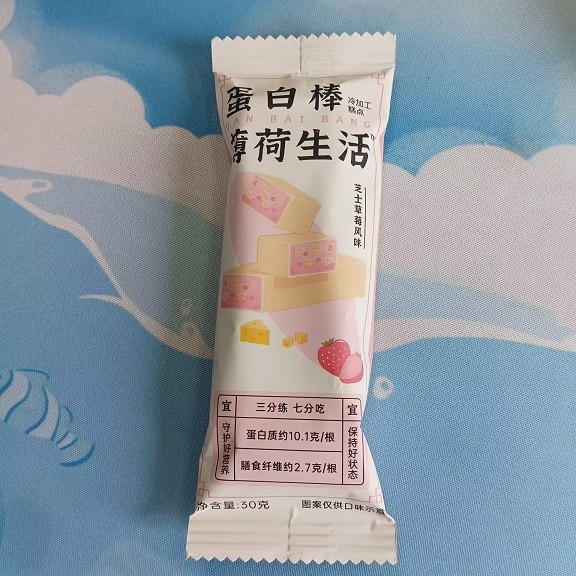 蛋白棒
冷加工
糕点
DAN BAI BANG
薄荷生活
芝士草莓风味
宜
三分练 七分吃
宜
守护好营养
蛋白质约10.1克/根
膳食纤维约2.7克/根
保持好状态
净含量:30克
图案仅供口味示意